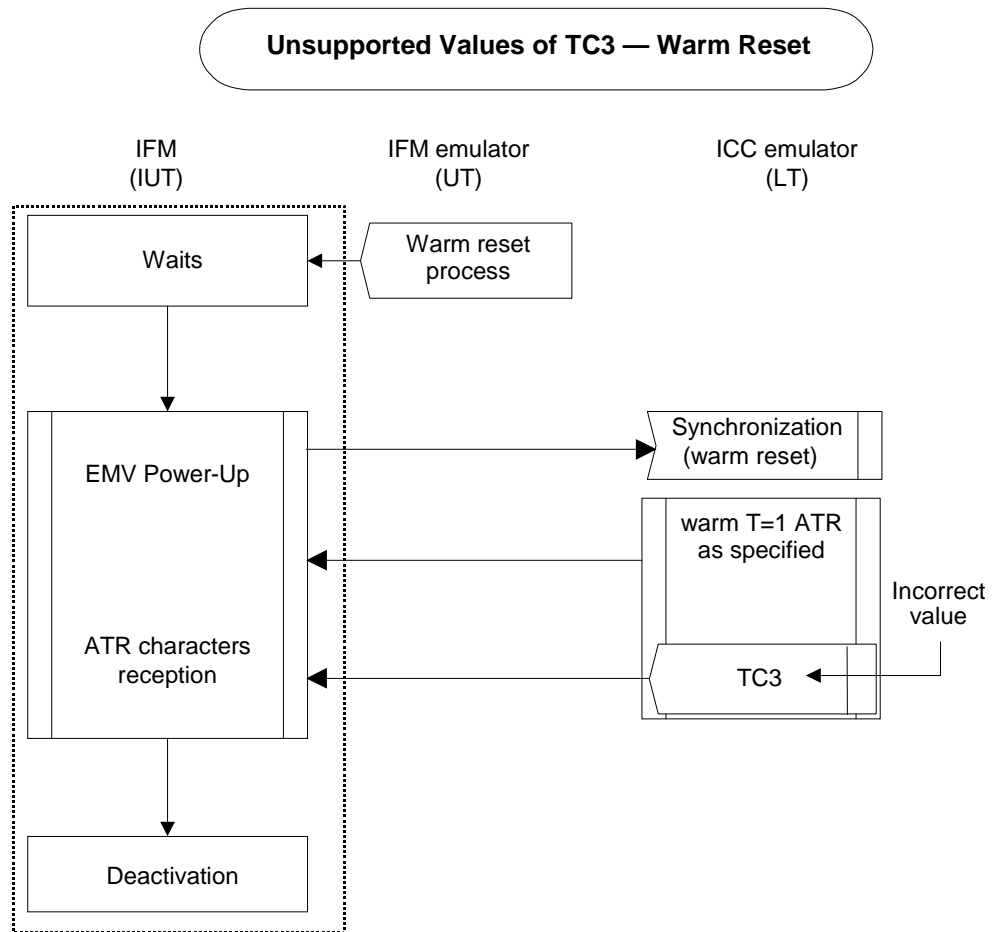 Unsupported Values of TC3 — Warm Reset
IFM
(IUT)
IFM emulator
(UT)
ICC emulator
(LT)
Waits
Warm reset
process
EMV Power-Up
Synchronization
(warm reset)
warm T=1 ATR
as specified
Incorrect
value
ATR characters
reception
TC3
Deactivation